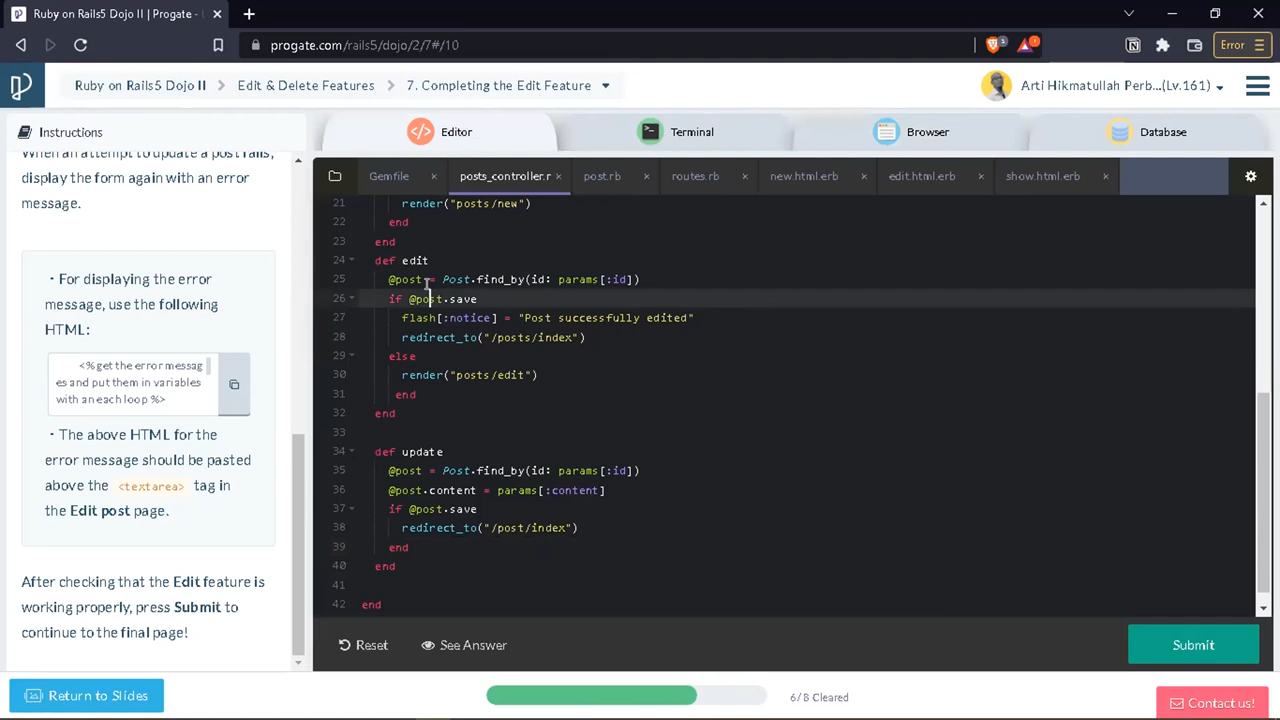 Ruby on Rails5 Dojo II | Progate -
progate.com/rails5/dojo/2/7#/10
Error
Ruby on Rails5 Dojo II
Edit & Delete Features
7. Completing the Edit Feature
Arti Hikmatullah Perb...(Lv.161)
Instructions
Editor
Terminal
Browser
Database
When an attempt to update a post fails,
display the form again with an error
message.
・For displaying the error
message, use the following
HTML:
<% get the error messag
es and put them in variables
with an each loop %>
・The above HTML for the
error message should be pasted
above the <textarea> tag in
the Edit post page.
After checking that the Edit feature is
working properly, press Submit to
continue to the final page!
Gemfile
posts_controller.r
post.rb
routes.rb
new.html.erb
edit.html.erb
show.html.erb
21 render("posts/new")
22 end
23 end
24 def edit
25 @post = Post.find_by(id: params[:id])
26 if @post.save
27 flash[:notice] = "Post successfully edited"
28 redirect_to("/posts/index")
29 else
30 render("posts/edit")
31 end
32 end
33
34 def update
35 @post = Post.find_by(id: params[:id])
36 @post.content = params[:content]
37 if @post.save
38 redirect_to("/post/index")
39 end
40 end
41
42 end
Reset
See Answer
Submit
Return to Slides
6/8 Cleared
Contact us!